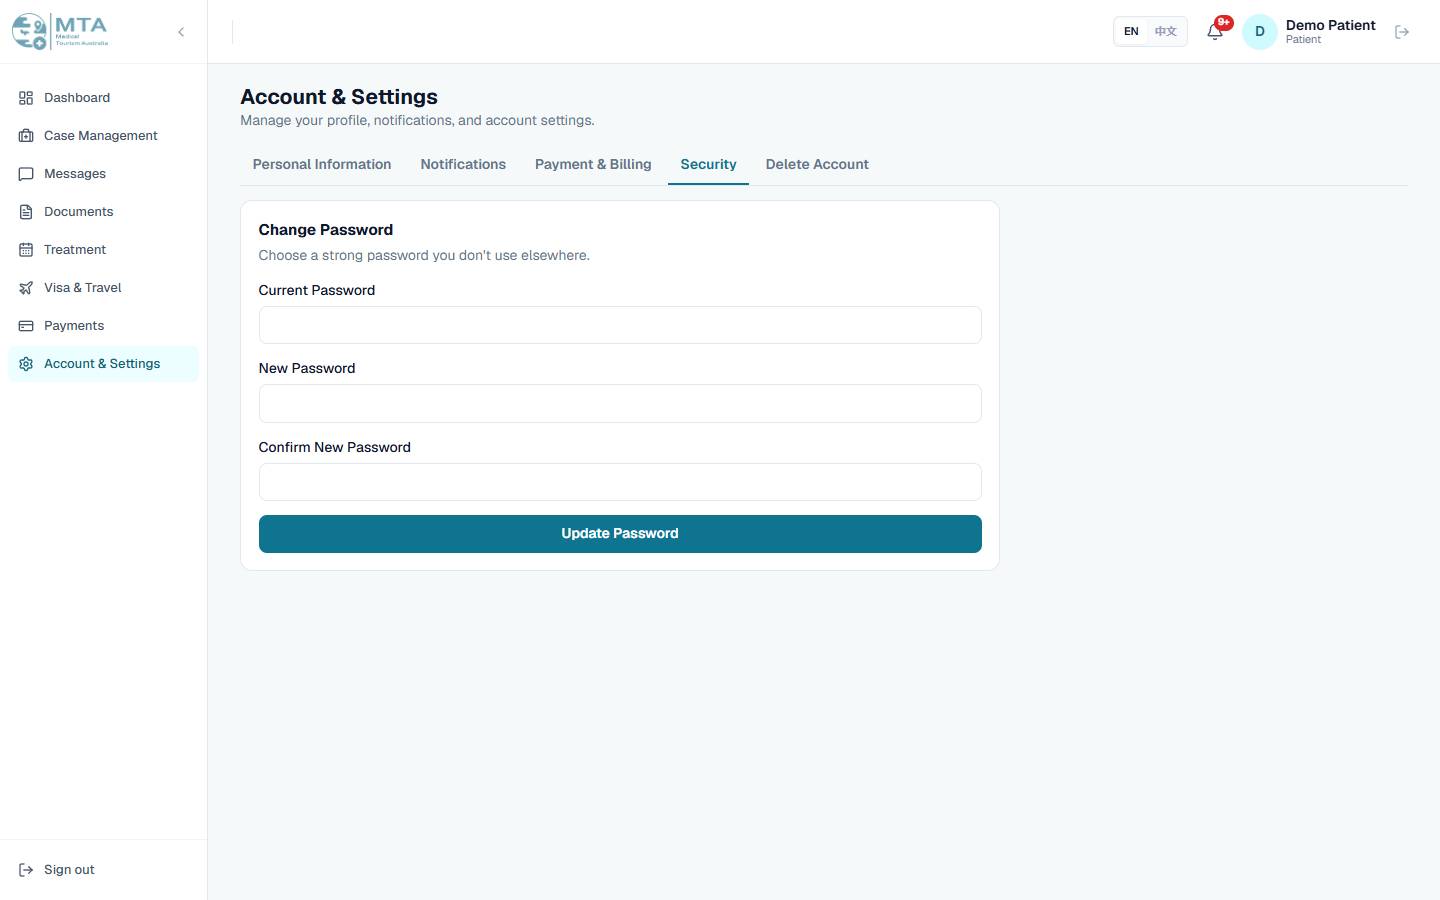 MTA
Medical
Tourism Australia
EN
中文
9+
D
Demo Patient
Patient
Dashboard
Case Management
Messages
Documents
Treatment
Visa & Travel
Payments
Account & Settings
Sign out
Account & Settings
Manage your profile, notifications, and account settings.
Personal Information
Notifications
Payment & Billing
Security
Delete Account
Change Password
Choose a strong password you don't use elsewhere.
Current Password
New Password
Confirm New Password
Update Password